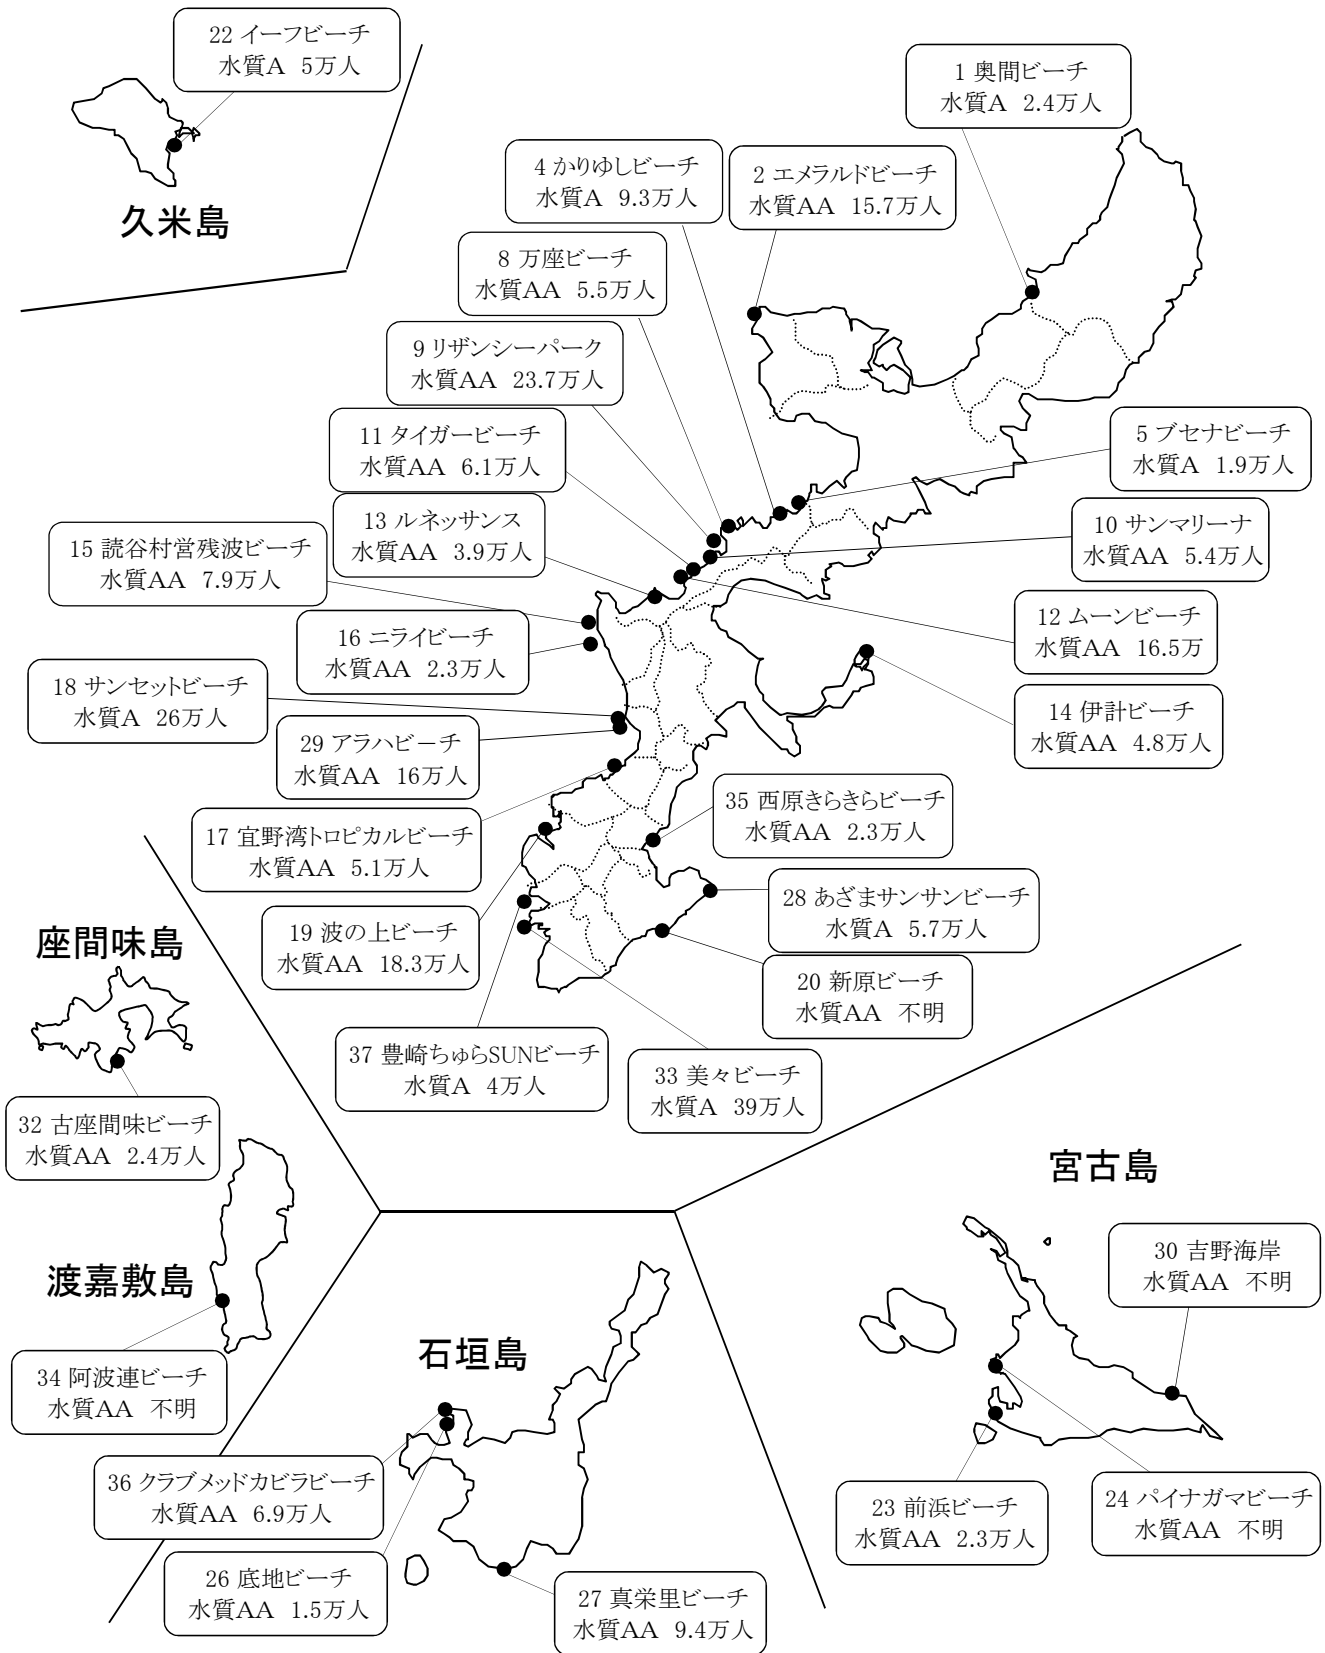 22 イーフビーチ
水質A 5万人
久米島
1 奥間ビーチ
水質A 2.4万人
4 かりゆしビーチ
水質A 9.3万人
2 エメラルドビーチ
水質AA 15.7万人
8 万座ビーチ
水質AA 5.5万人
9 リザンシーパーク
水質AA 23.7万人
11 タイガービーチ
水質AA 6.1万人
5 ブセナビーチ
水質A 1.9万人
13 ルネッサンス
水質AA 3.9万人
10 サンマリーナ
水質AA 5.4万人
15 読谷村営残波ビーチ
水質AA 7.9万人
12 ムーンビーチ
水質AA 16.5万
16 ニライビーチ
水質AA 2.3万人
18 サンセットビーチ
水質A 26万人
14 伊計ビーチ
水質AA 4.8万人
29 アラハビ－チ
水質AA 16万人
35 西原きらきらビーチ
水質AA 2.3万人
17 宜野湾トロピカルビーチ
水質AA 5.1万人
28 あざまサンサンビーチ
水質A 5.7万人
19 波の上ビーチ
水質AA 18.3万人
20 新原ビーチ
水質AA 不明
座間味島
37 豊崎ちゅらSUNビーチ
水質A 4万人
33 美々ビーチ
水質A 39万人
32 古座間味ビーチ
水質AA 2.4万人
宮古島
渡嘉敷島
30 吉野海岸
水質AA 不明
34 阿波連ビーチ
水質AA 不明
石垣島
36 クラブメッドカビラビーチ
水質AA 6.9万人
23 前浜ビーチ
水質AA 2.3万人
24 パイナガマビーチ
水質AA 不明
26 底地ビーチ
水質AA 1.5万人
27 真栄里ビーチ
水質AA 9.4万人